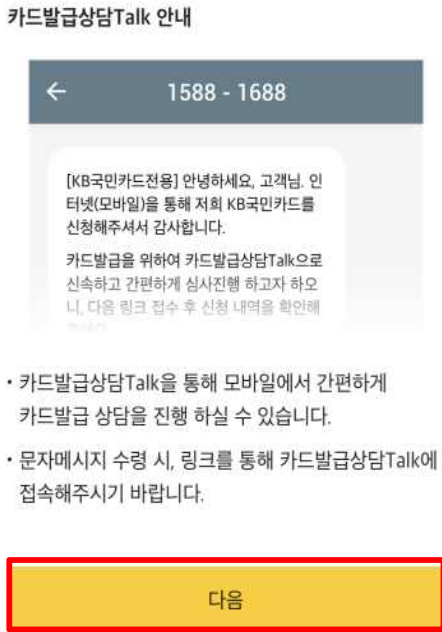 카드발급상담Talk 안내
1588 - 1688
[KB국민카드전용] 안녕하세요, 고객님. 인
터넷(모바일)을 통해 저희 KB국민카드를
신청해주셔서 감사합니다.
카드발급을 위하여 카드발급상담Talk으로
신속하고 간편하게 심사진행 하고자 하오
니, 다음 링크 접수 후 신청 내역을 확인해
• 카드발급상담Talk을 통해 모바일에서 간편하게
카드발급 상담을 진행 하실 수 있습니다.
• 문자메시지 수령 시, 링크를 통해 카드발급상담Talk에
접속해주시기 바랍니다.
다음